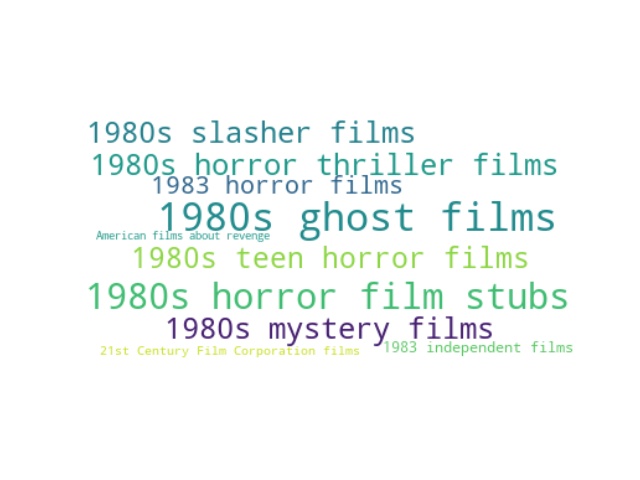 1980s slasher films
1980s horror thriller films
1983 horror films
1980s ghost films
American films about revenge
1980s teen horror films
1980s horror film stubs
1980s mystery films
21st Century Film Corporation films
1983 independent films